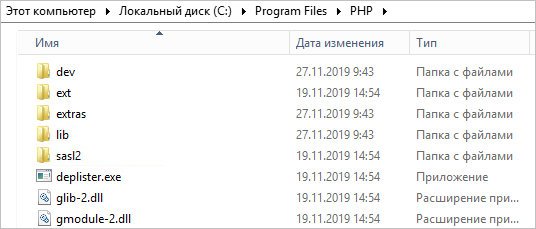 Этот компьютер ▸ Локальный диск (C:) ▸ Program Files ▸ PHP ▸
Имя Дата изменения Тип
dev 27.11.2019 9:43 Папка с файлами
ext 19.11.2019 14:54 Папка с файлами
extras 27.11.2019 9:43 Папка с файлами
lib 27.11.2019 9:43 Папка с файлами
sasl2 19.11.2019 14:54 Папка с файлами
deplister.exe 19.11.2019 14:54 Приложение
glib-2.dll 19.11.2019 14:54 Расширение при...
gmodule-2.dll 19.11.2019 14:54 Расширение при...